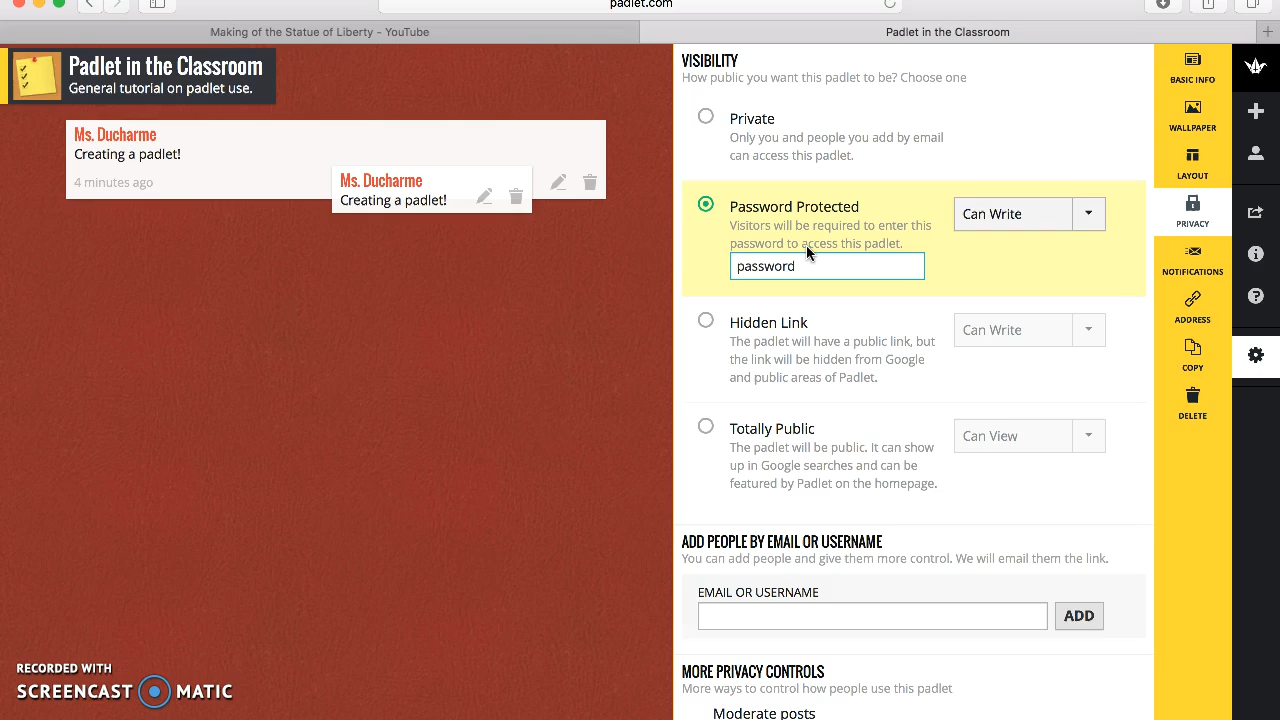 padlet.com
Making of the Statue of Liberty - YouTube
Padlet in the Classroom
Padlet in the Classroom
General tutorial on padlet use.
Ms. Ducharme
Creating a padlet!
4 minutes ago
Ms. Ducharme
Creating a padlet!
VISIBILITY
How public you want this padlet to be? Choose one
Private
Only you and people you add by email
can access this padlet.
Password Protected
Visitors will be required to enter this
password to access this padlet.
password
Can Write
Hidden Link
The padlet will have a public link, but
the link will be hidden from Google
and public areas of Padlet.
Can Write
Totally Public
The padlet will be public. It can show
up in Google searches and can be
featured by Padlet on the homepage.
Can View
ADD PEOPLE BY EMAIL OR USERNAME
You can add people and give them more control. We will email them the link.
EMAIL OR USERNAME
ADD
MORE PRIVACY CONTROLS
More ways to control how people use this padlet
Moderate posts
BASIC INFO
WALLPAPER
LAYOUT
PRIVACY
NOTIFICATIONS
ADDRESS
COPY
DELETE
RECORDED WITH
SCREENCAST MATIC